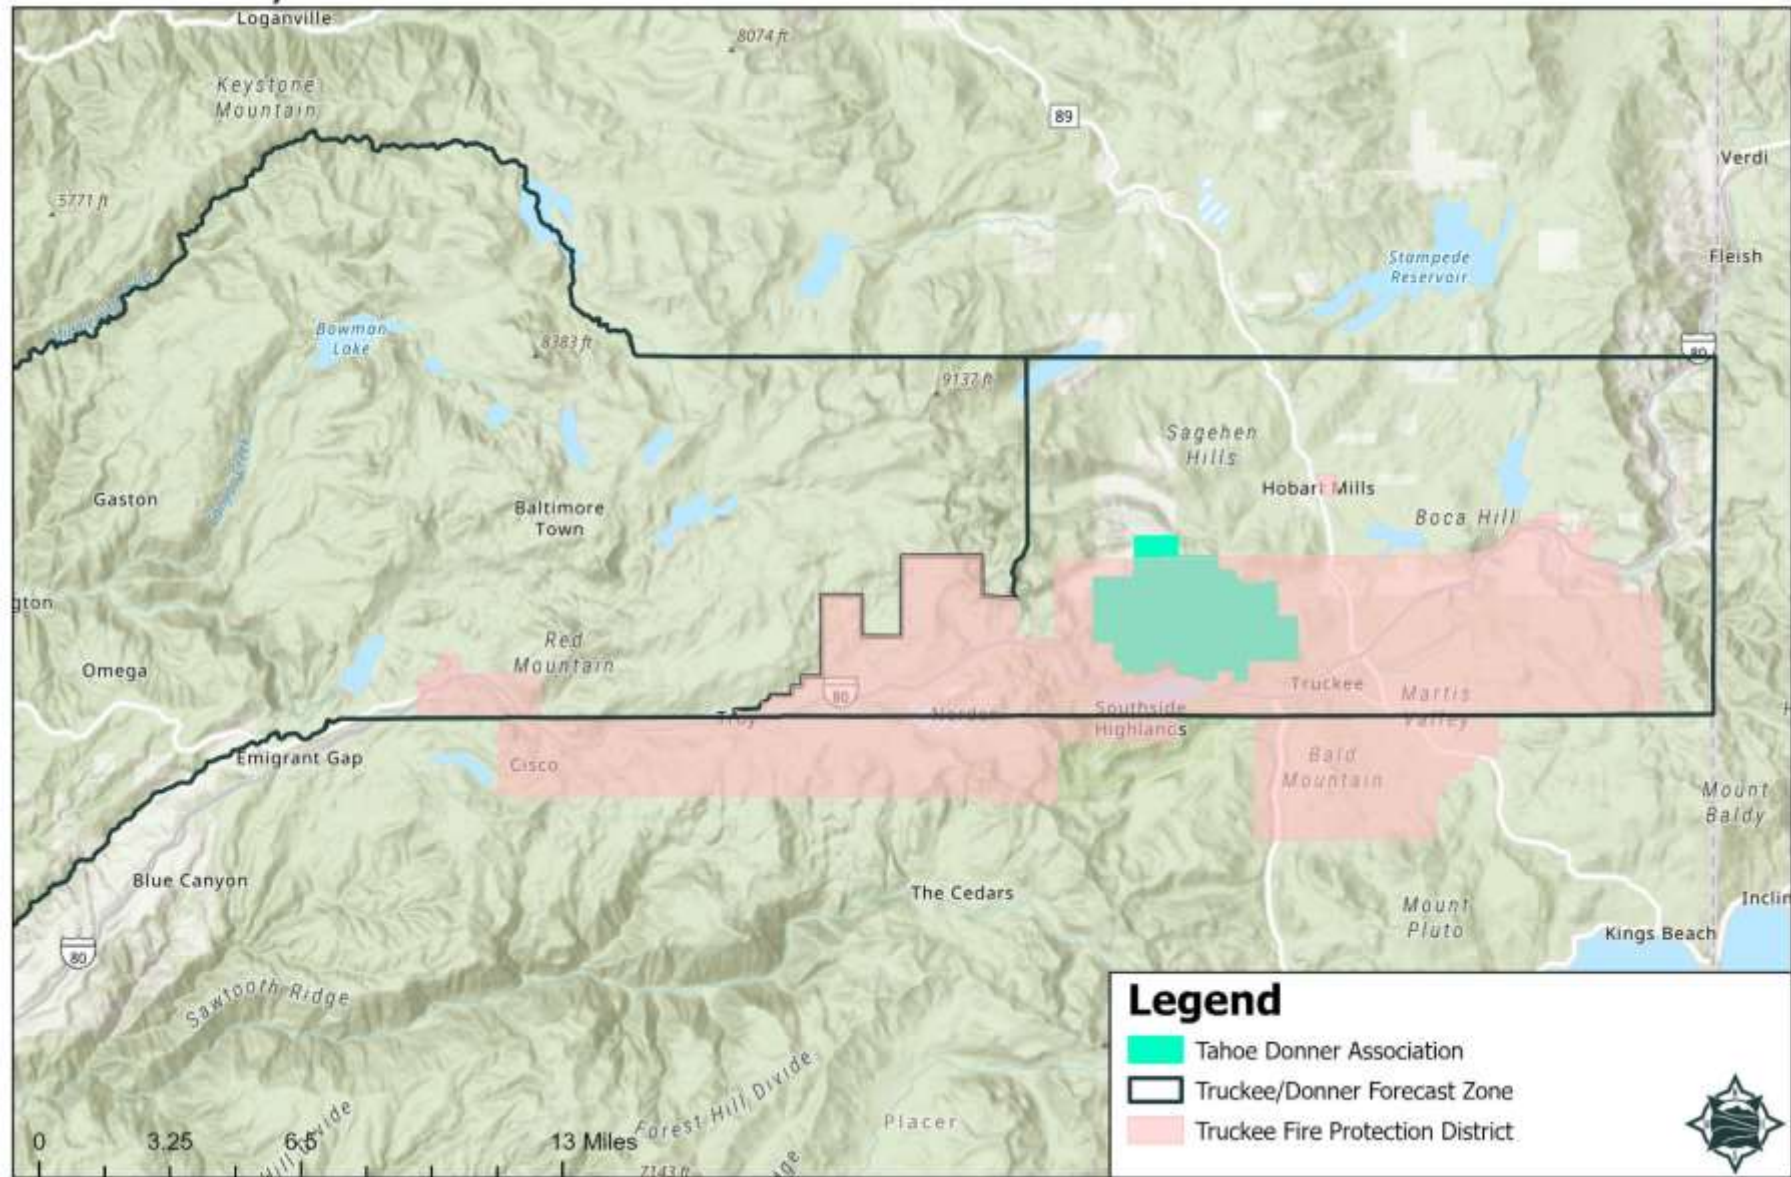 Loganville
8074 ft
Keystone
Mountain
89
Verdi
5771 ft
Stampede
Reservoir
Fleish
Bowman
Lake
8383 ft
80
9137 ft
Sagehen
Hills
Gaston
Hobart Mills
Baltimore
Town
Boca Hill
gton
Red
Mountain
Omega
80
Truckee
Martis
Valley
Troy
Norden
Southside
Highlands
Emigrant Gap
Cisco
Bald
Mountain
Mount
Baldy
Blue Canyon
The Cedars
Mount
Pluto
Inclin
Kings Beach
80
Sawtooth Ridge
Legend
Tahoe Donner Association
Truckee/Donner Forecast Zone
Truckee Fire Protection District
Forest Hill Divide
Placer
0 3.25 6.5 13 Miles
Hill Divide
7143 ft